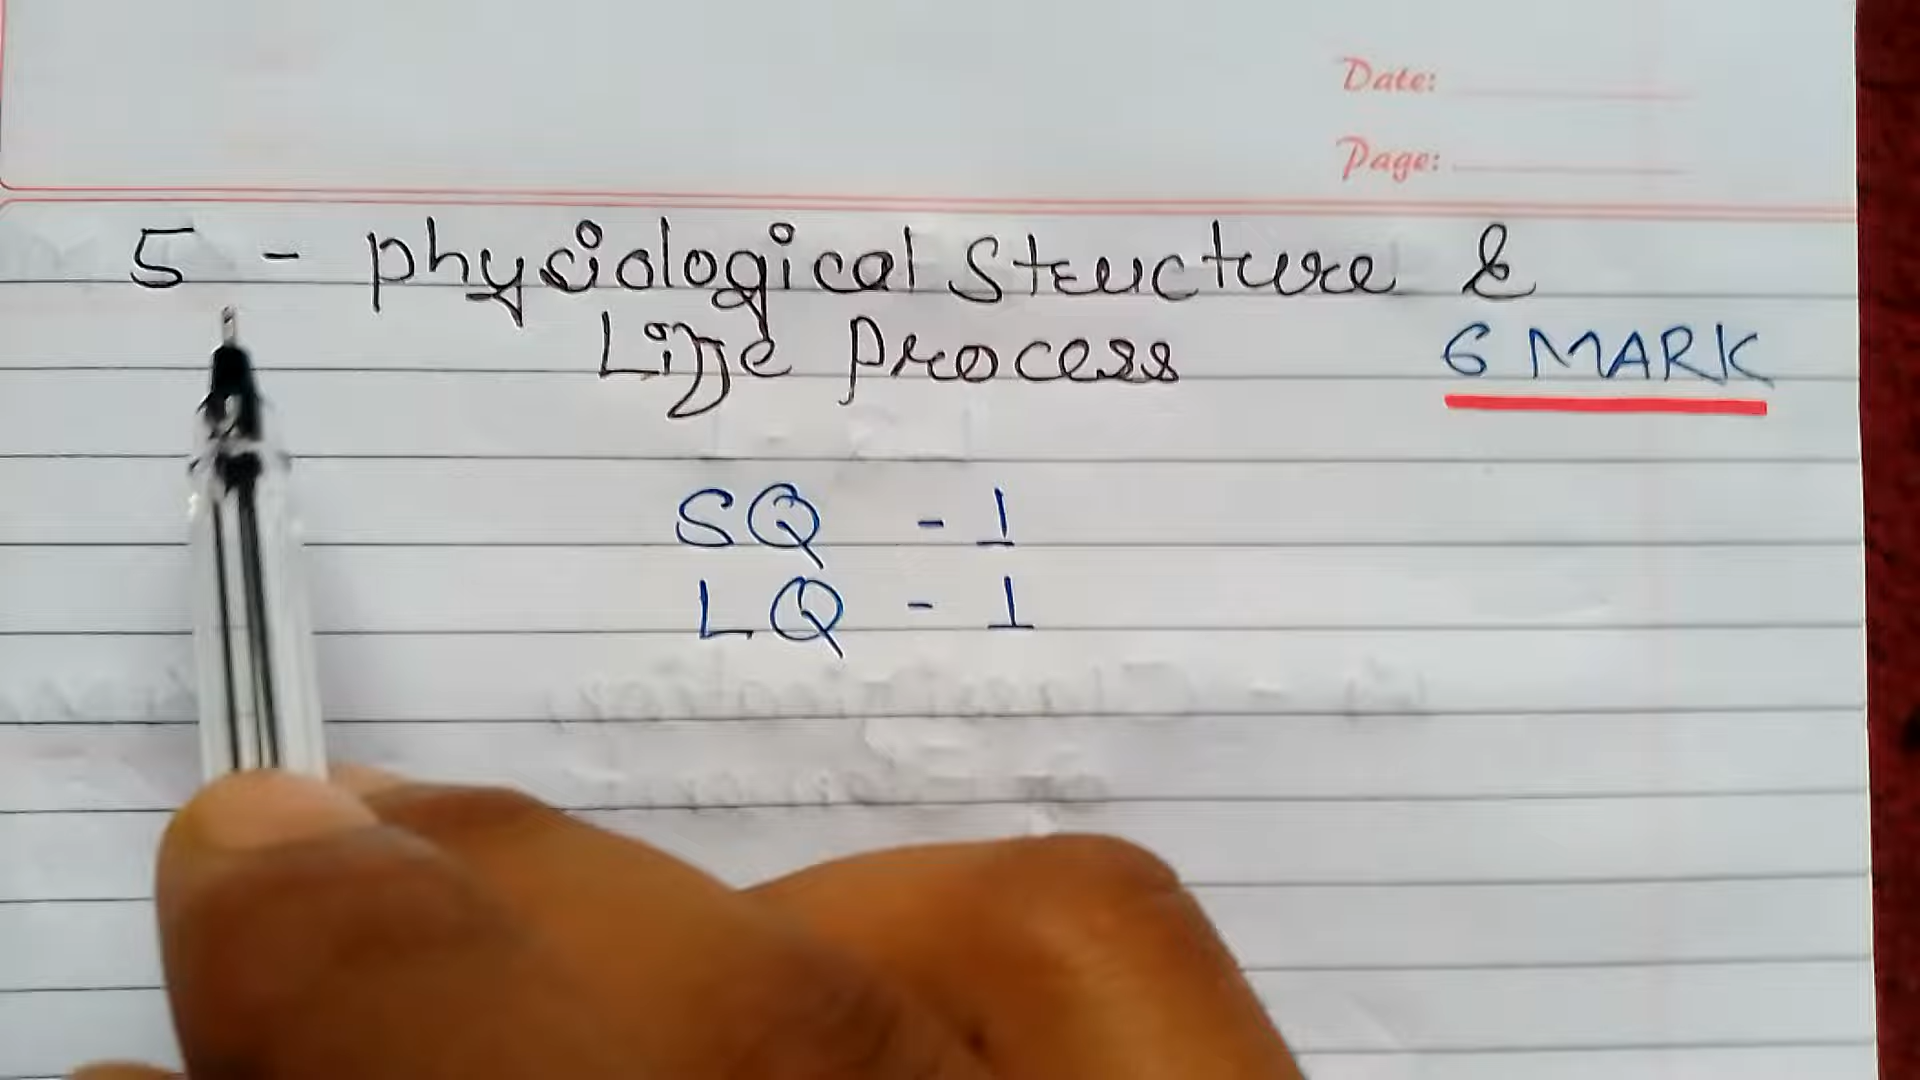 Date:
Page:
5 - physiological Structure &
Life process
6 MARK
SQ - 1
LQ - 1